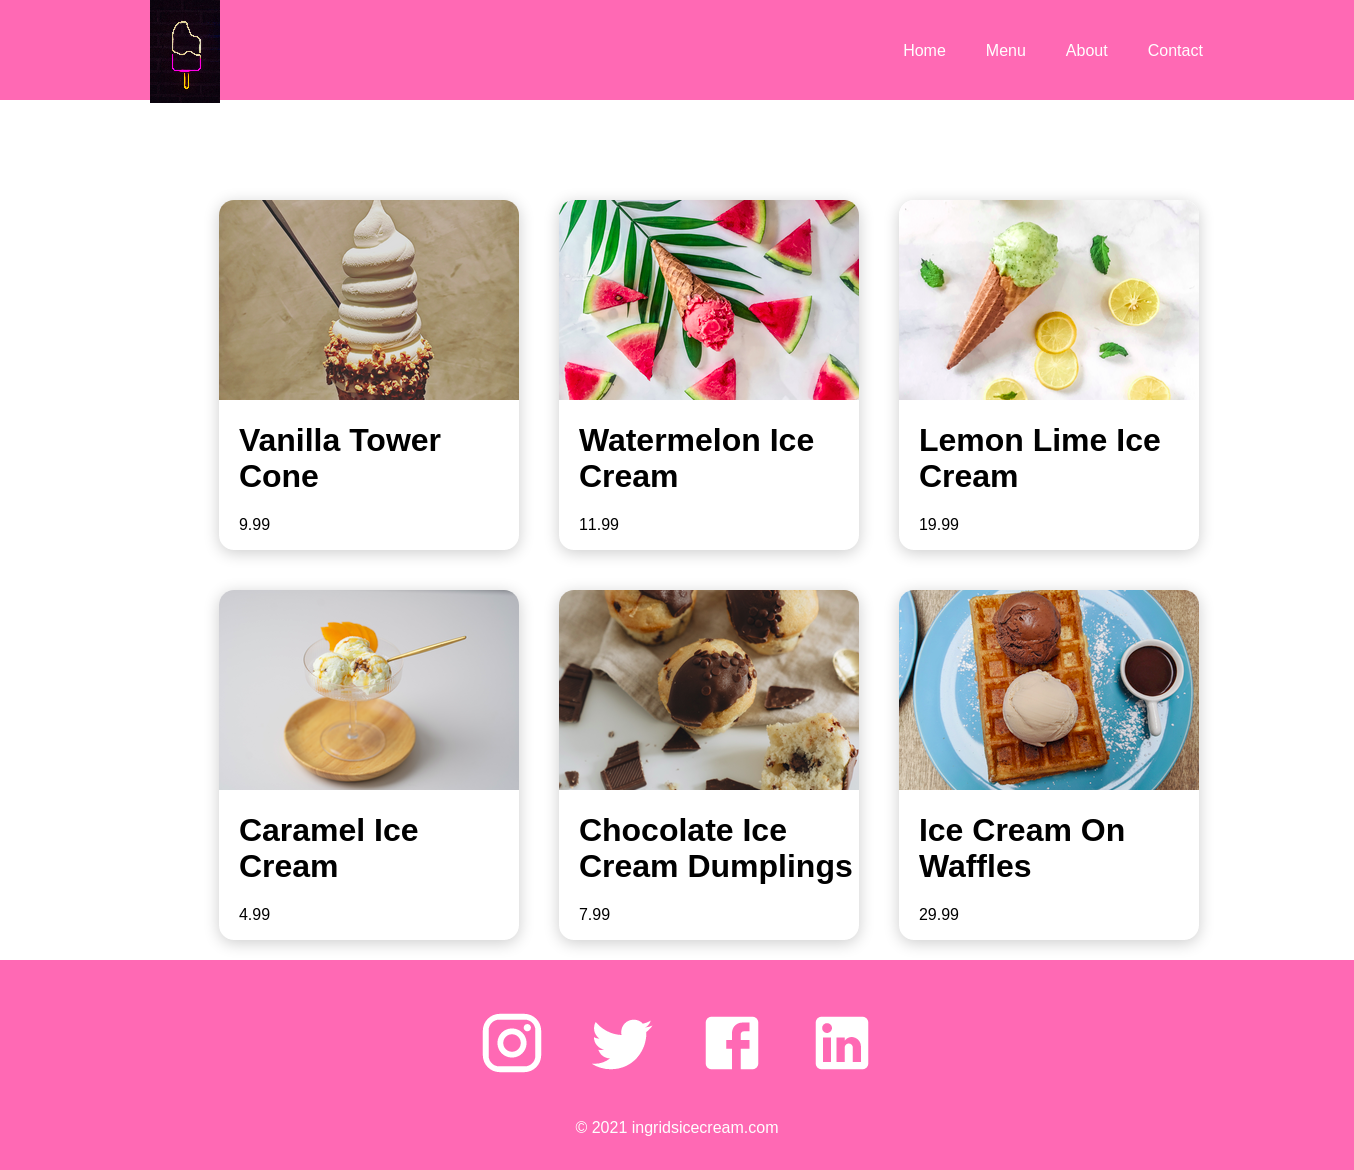 Home Menu About Contact
Vanilla Tower
Cone
9.99
Watermelon Ice
Cream
11.99
Lemon Lime Ice
Cream
19.99
Caramel Ice
Cream
4.99
Chocolate Ice
Cream Dumplings
7.99
Ice Cream On
Waffles
29.99
© 2021 ingridsicecream.com